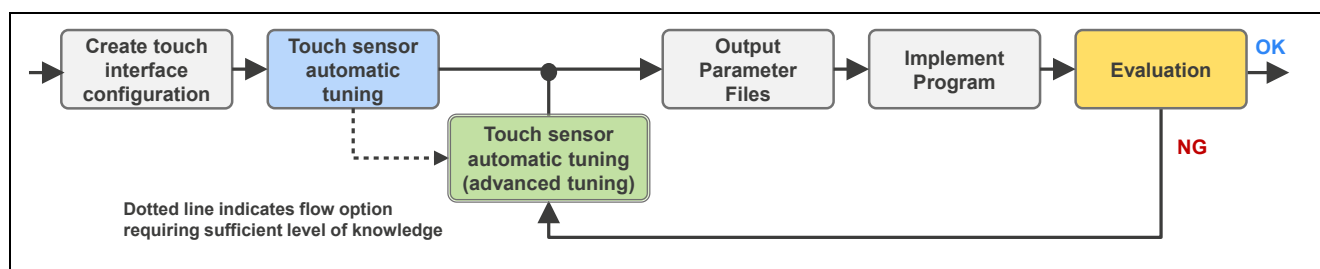 Create touch
interface
configuration
Touch sensor
automatic
tuning
Output
Parameter
Files
Implement
Program
Evaluation
OK
NG
Touch sensor
automatic tuning
(advanced tuning)
Dotted line indicates flow option
requiring sufficient level of knowledge